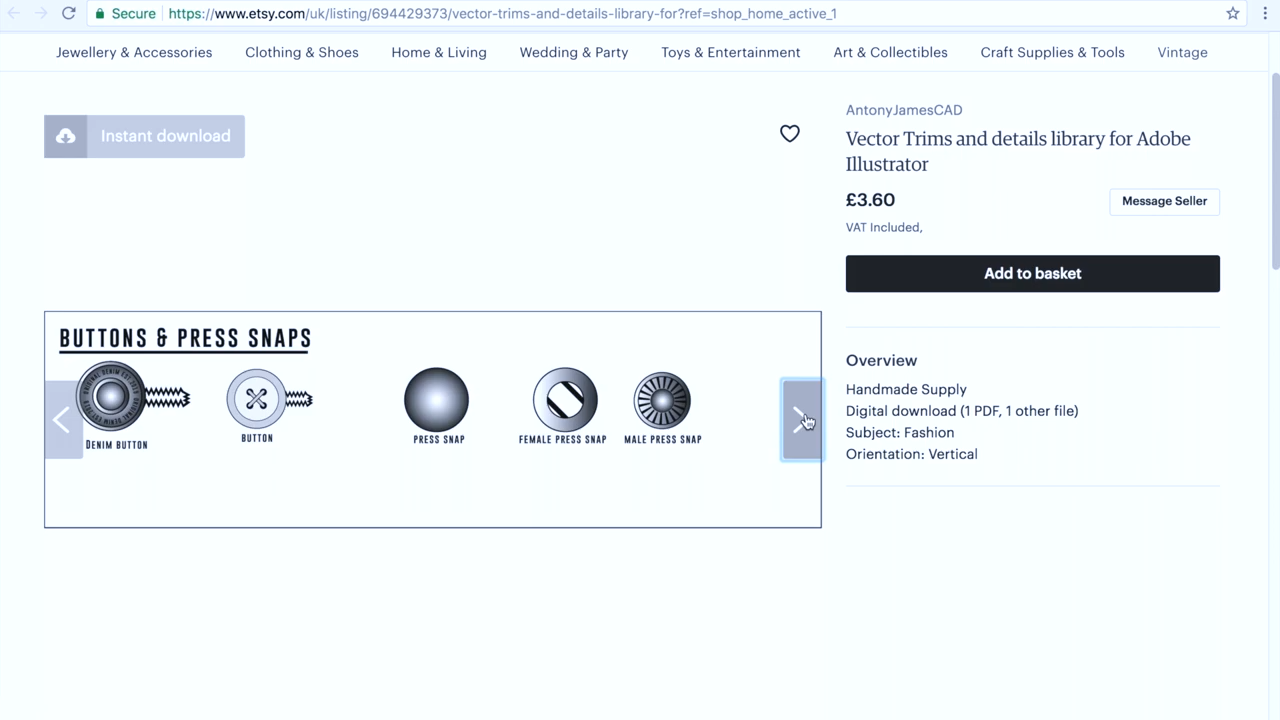 Secure https://www.etsy.com/uk/listing/694429373/vector-trims-and-details-library-for?ref=shop_home_active_1
Jewellery & Accessories Clothing & Shoes Home & Living Wedding & Party Toys & Entertainment Art & Collectibles Craft Supplies & Tools Vintage
Instant download
AntonyJamesCAD
Vector Trims and details library for Adobe
Illustrator
£3.60
Message Seller
VAT Included,
Add to basket
BUTTONS & PRESS SNAPS
DENIM BUTTON
BUTTON
PRESS SNAP
FEMALE PRESS SNAP
MALE PRESS SNAP
Overview
Handmade Supply
Digital download (1 PDF, 1 other file)
Subject: Fashion
Orientation: Vertical